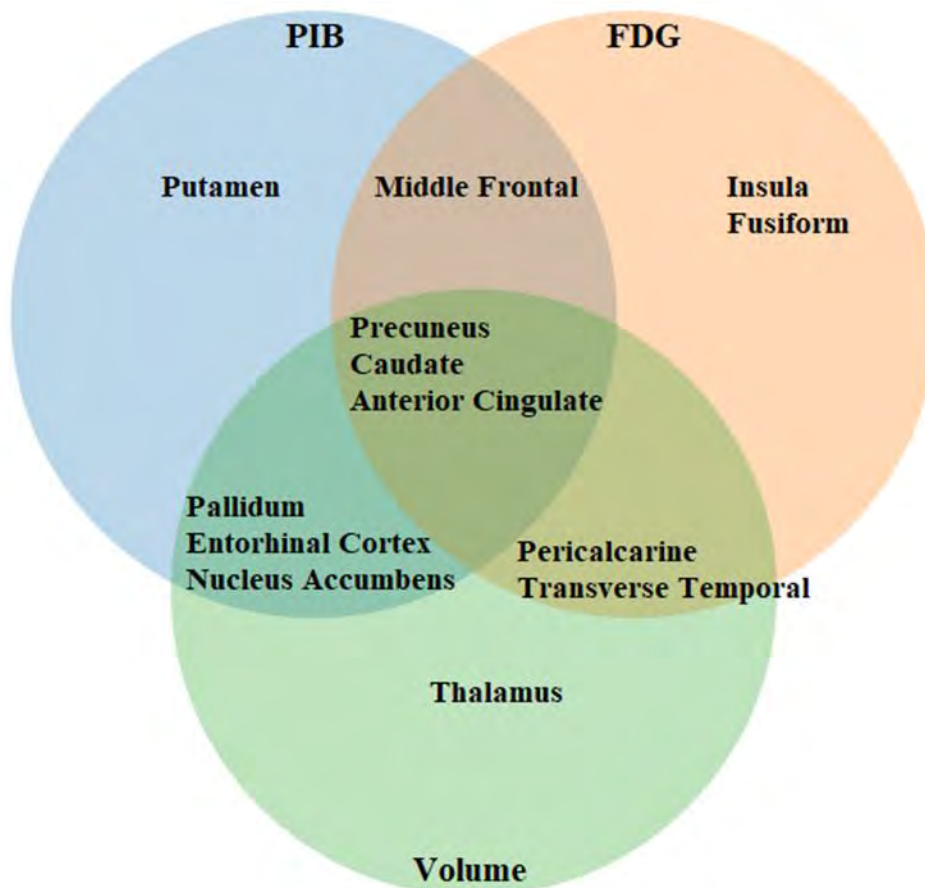 PIB
FDG
Putamen
Middle Frontal
Insula
Fusiform
Precuneus
Caudate
Anterior Cingulate
Pallidum
Entorhinal Cortex
Nucleus Accumbens
Pericalcarine
Transverse Temporal
Thalamus
Volume